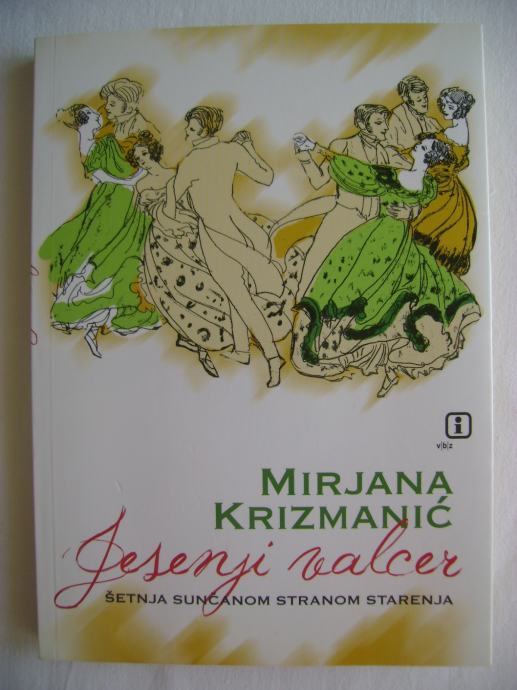 i
v|b|z
MIRJANA
KRIZMANIĆ
Jesenji valcer
ŠETNJA SUNČANOM STRANOM STARENJA